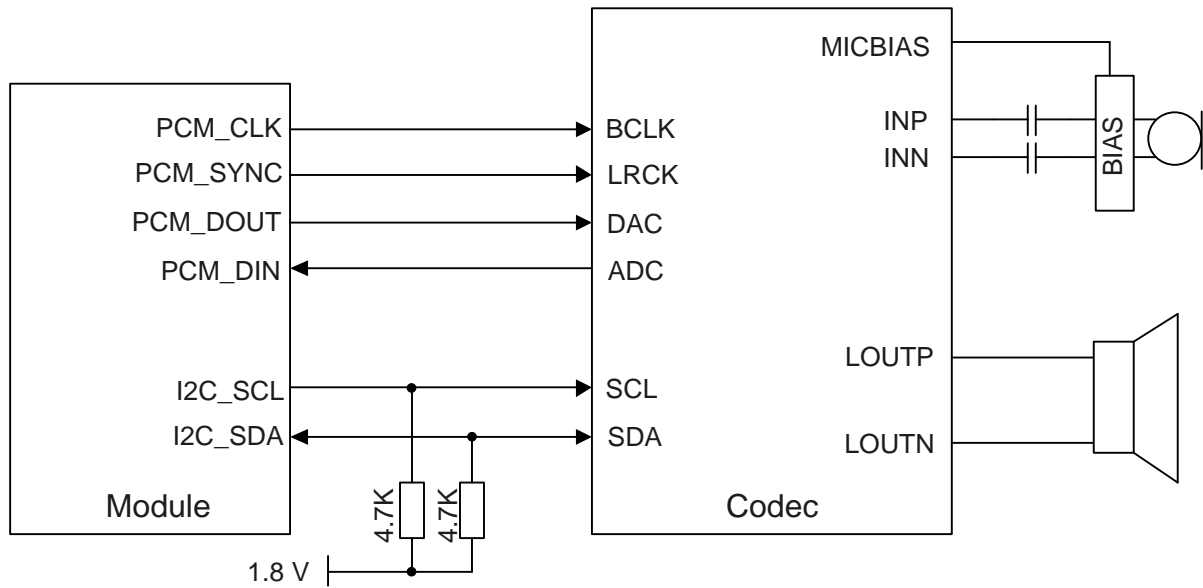 MICBIAS
PCM_CLK
BCLK
INP
PCM_SYNC
LRCK
INN
BIAS
PCM_DOUT
DAC
PCM_DIN
ADC
LOUTP
I2C_SCL
SCL
I2C_SDA
SDA
LOUTN
Module
4.7K
4.7K
Codec
1.8 V